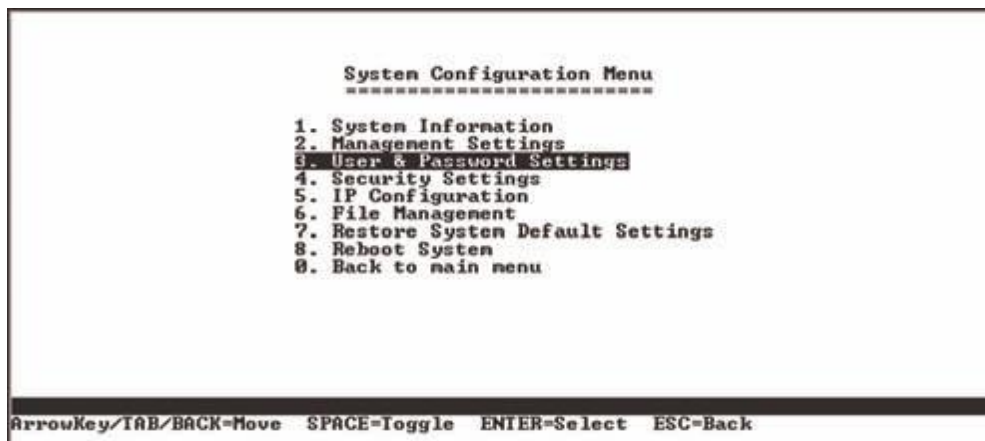 System Configuration Menu
=========================
1. System Information
2. Management Settings
3. User & Password Settings
4. Security Settings
5. IP Configuration
6. File Management
7. Restore System Default Settings
8. Reboot System
0. Back to main menu
ArrowKey/TAB/BACK=Move SPACE=Toggle ENTER=Select ESC=Back